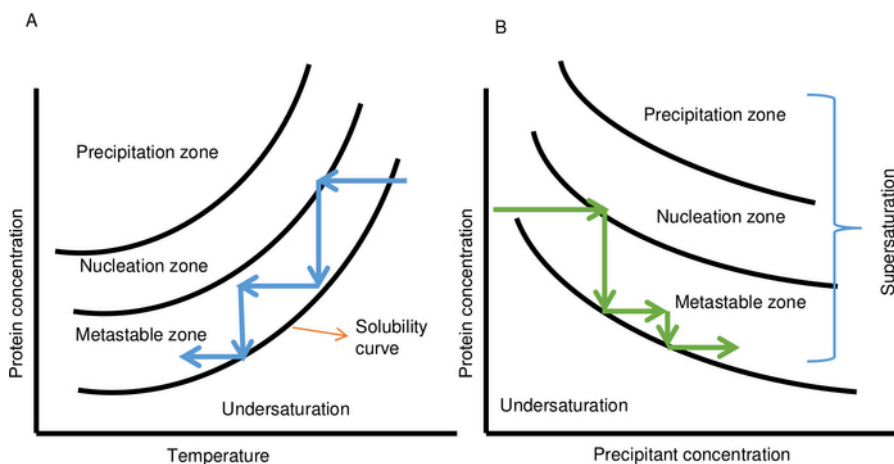 A
Precipitation zone
Nucleation zone
Metastable zone
Solubility
curve
Undersaturation
Protein concentration
Temperature
B
Precipitation zone
Nucleation zone
Metastable zone
Undersaturation
Supersaturation
Protein concentration
Precipitant concentration